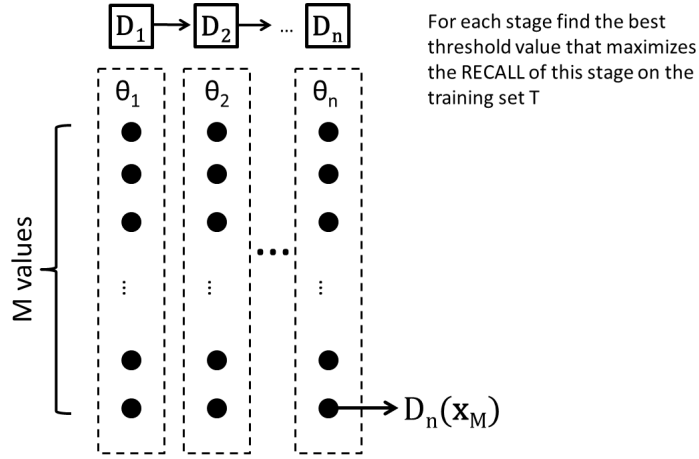 D₁ D₂ ... Dₙ
For each stage find the best
threshold value that maximizes
the RECALL of this stage on the
training set T
θ₁ θ₂ θₙ
M values
...
Dₙ(x_M)